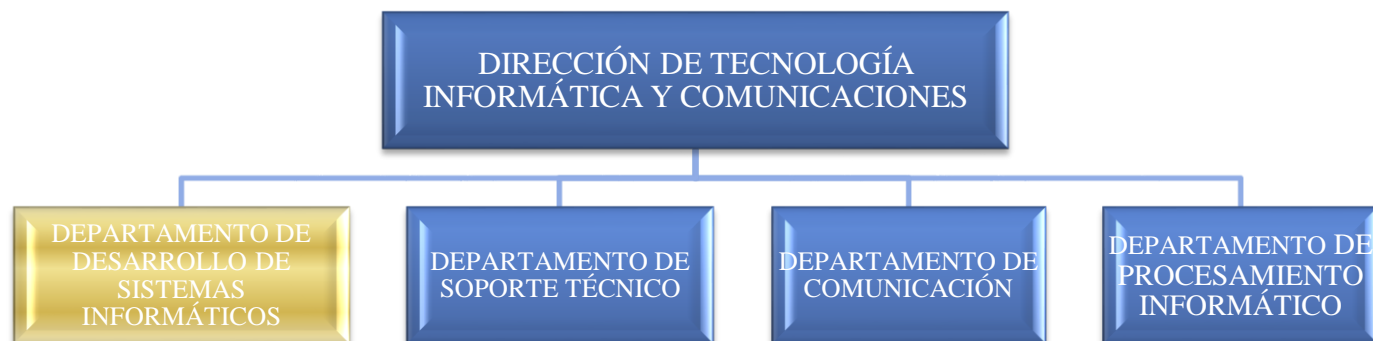 DIRECCIÓN DE TECNOLOGÍA
INFORMÁTICA Y COMUNICACIONES
DEPARTAMENTO DE
DESARROLLO DE
SISTEMAS
INFORMÁTICOS
DEPARTAMENTO DE
SOPORTE TÉCNICO
DEPARTAMENTO DE
COMUNICACIÓN
DEPARTAMENTO DE
PROCESAMIENTO
INFORMÁTICO